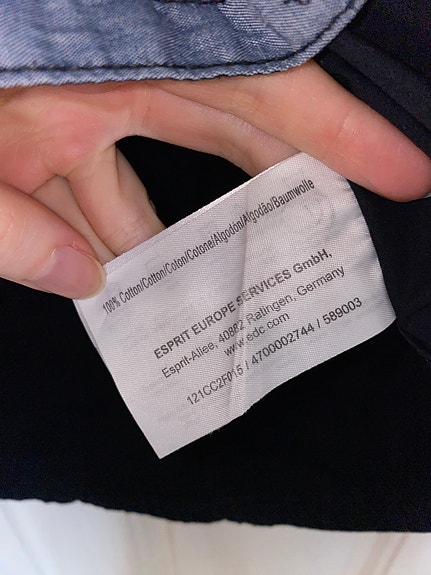 100% Cotton/Cotton/Coton/Cotone/Algodón/Algodão/Baumwolle
ESPRIT EUROPE SERVICES GmbH,
Esprit-Allee, 40882 Ratingen, Germany
www.edc.com
121CC2F015 / 4700002744 / 589003